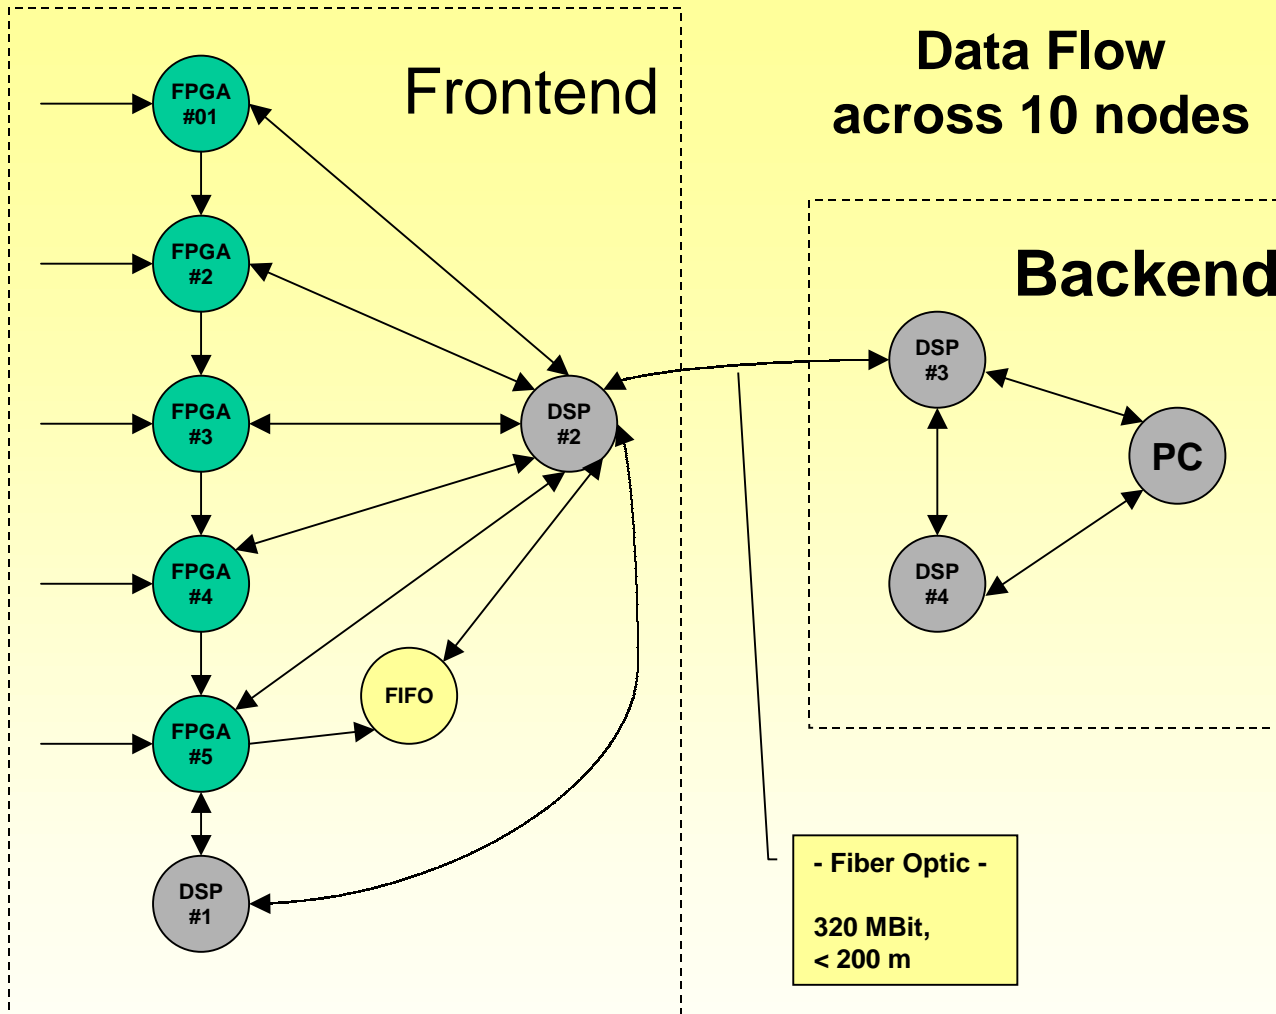 Frontend
Data Flow
across 10 nodes
FPGA
#01
FPGA
#2
FPGA
#3
FPGA
#4
FPGA
#5
DSP
#1
DSP
#2
FIFO
Backend
DSP
#3
PC
DSP
#4
- Fiber Optic -
320 MBit,
< 200 m